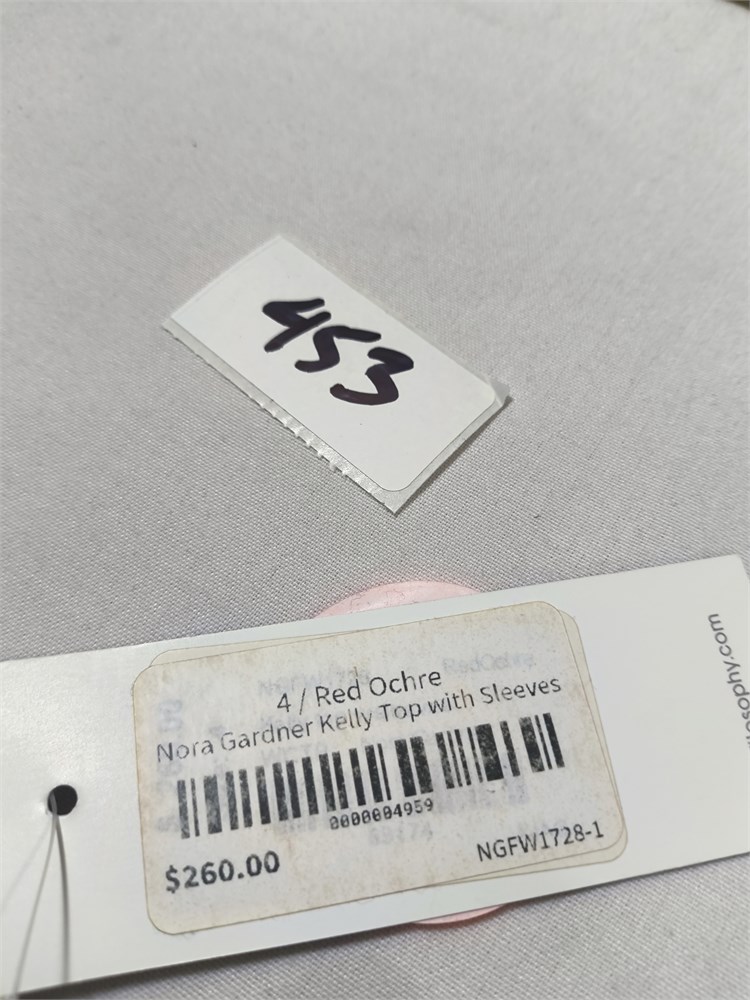 453
4 / Red Ochre
Nora Gardner Kelly Top with Sleeves
0000004959
$260.00
NGFW1728-1